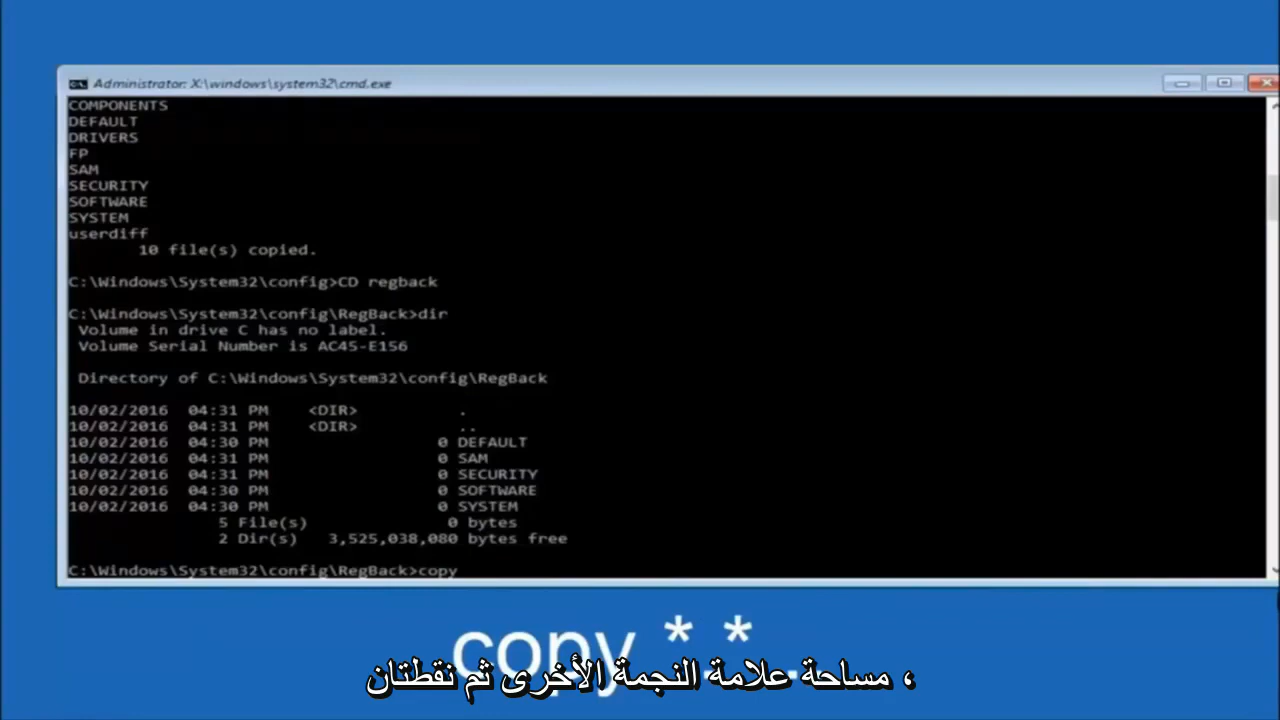 Administrator: X:\windows\system32\cmd.exe
COMPONENTS
DEFAULT
DRIVERS
FP
SAM
SECURITY
SOFTWARE
SYSTEM
userdiff
10 file(s) copied.
C:\Windows\System32\config>CD regback
C:\Windows\System32\config\RegBack>dir
Volume in drive C has no label.
Volume Serial Number is AC45-E156
Directory of C:\Windows\System32\config\RegBack
10/02/2016 04:31 PM <DIR> .
10/02/2016 04:31 PM <DIR> ..
10/02/2016 04:30 PM 0 DEFAULT
10/02/2016 04:31 PM 0 SAM
10/02/2016 04:31 PM 0 SECURITY
10/02/2016 04:30 PM 0 SOFTWARE
10/02/2016 04:30 PM 0 SYSTEM
5 File(s) 0 bytes
2 Dir(s) 3,525,038,080 bytes free
C:\Windows\System32\config\RegBack>copy
copy *.* ..
، مساحة علامة النجمة الأخرى ثم نقطتان